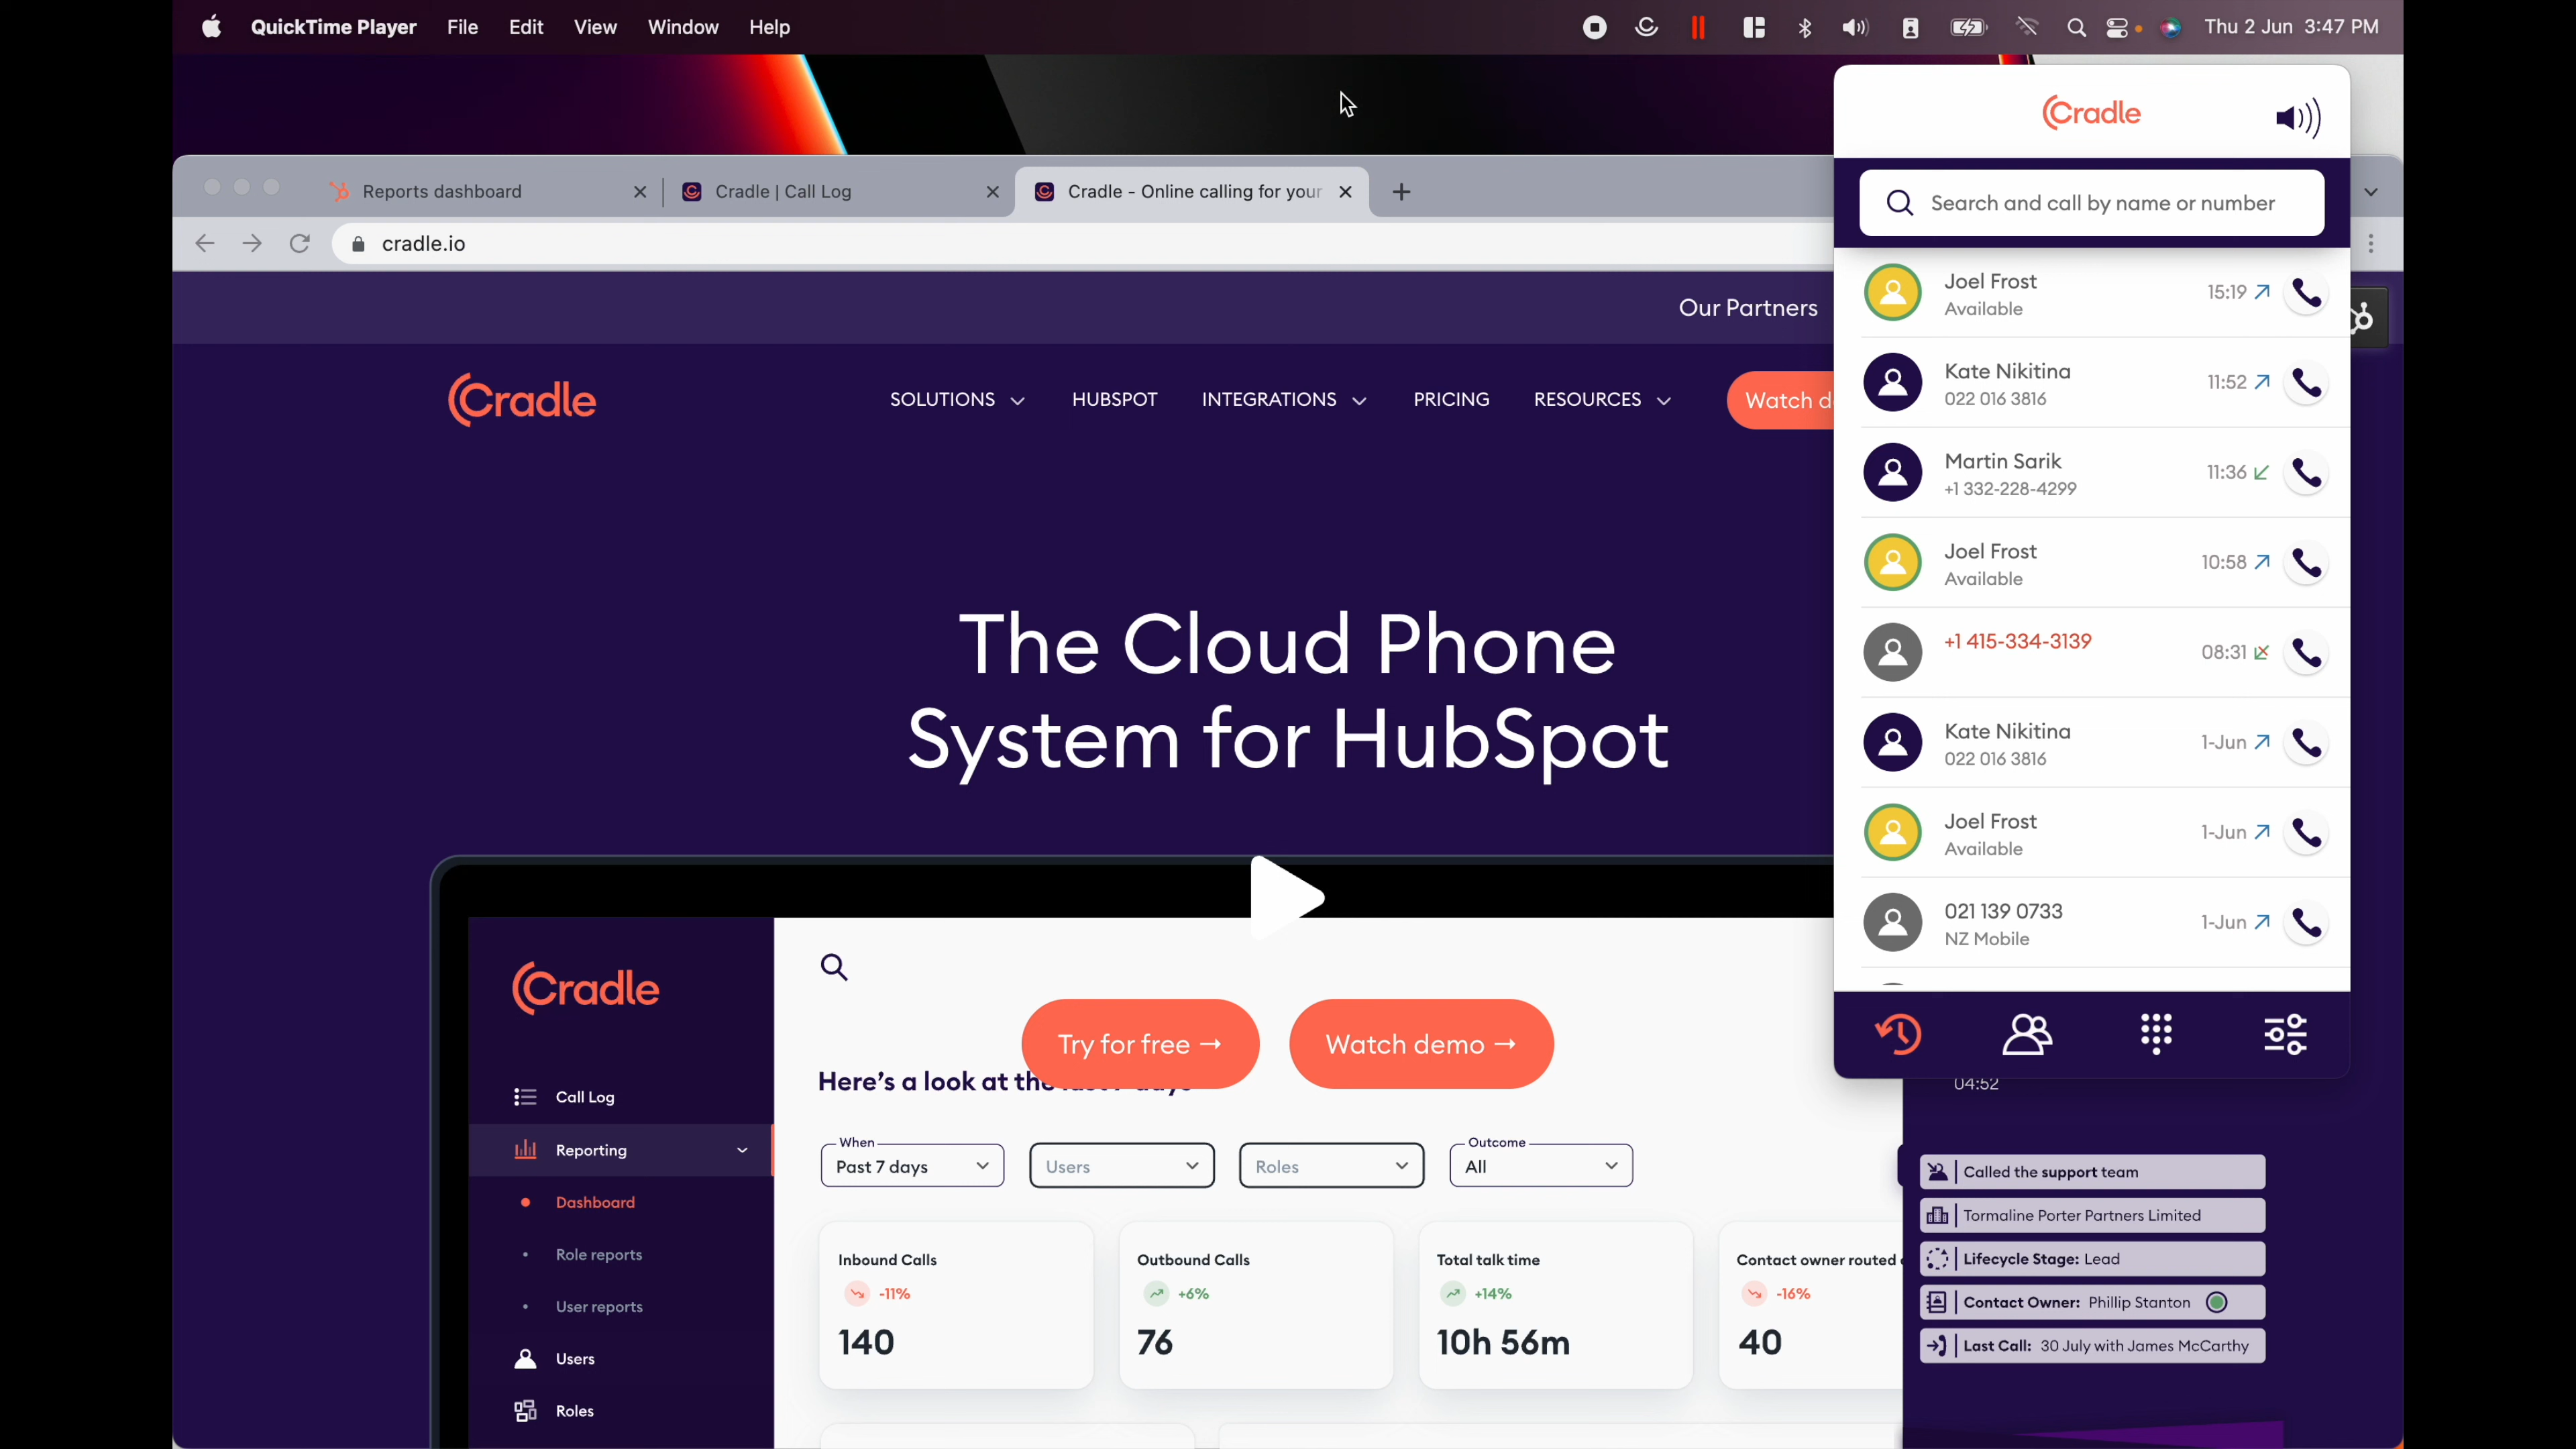 QuickTime Player File Edit View Window Help
Thu 2 Jun 3:47 PM
Reports dashboard
Cradle | Call Log
Cradle - Online calling for your
cradle.io
Our Partners
Cradle
SOLUTIONS
HUBSPOT
INTEGRATIONS
PRICING
RESOURCES
Watch d
The Cloud Phone
System for HubSpot
Try for free →
Watch demo →
Cradle
Call Log
Reporting
Dashboard
Role reports
User reports
Users
Roles
Here's a look at the last 7 days
When
Past 7 days
Users
Roles
Outcome
All
Inbound Calls
-11%
140
Outbound Calls
+6%
76
Total talk time
+14%
10h 56m
Contact owner routed
-16%
40
Cradle
Search and call by name or number
Joel Frost
Available
15:19
Kate Nikitina
022 016 3816
11:52
Martin Sarik
+1 332-228-4299
11:36
Joel Frost
Available
10:58
+1 415-334-3139
08:31
Kate Nikitina
022 016 3816
1-Jun
Joel Frost
Available
1-Jun
021 139 0733
NZ Mobile
1-Jun
04:52
Called the support team
Tormaline Porter Partners Limited
Lifecycle Stage: Lead
Contact Owner: Phillip Stanton
Last Call: 30 July with James McCarthy